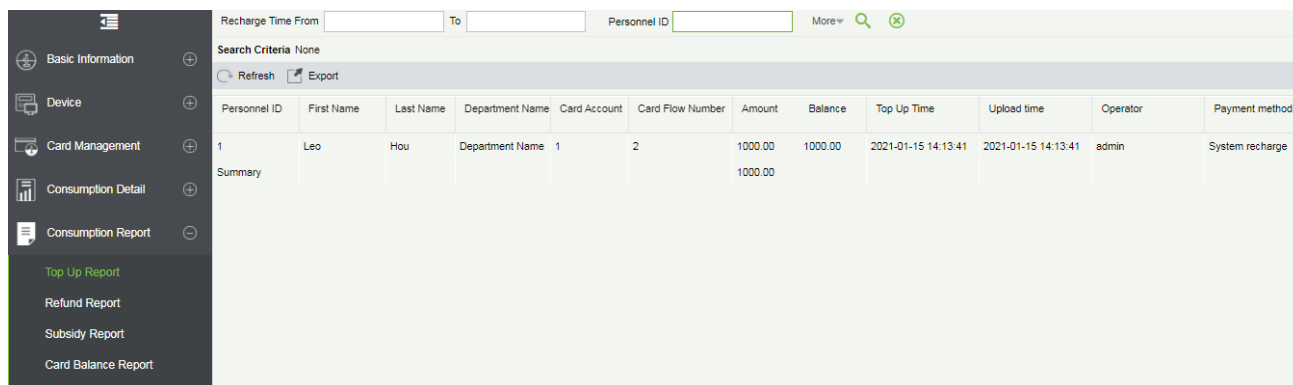 Recharge Time From To Personnel ID More
Search Criteria None
Refresh Export
Basic Information
Device
Card Management
Consumption Detail
Consumption Report
Top Up Report
Refund Report
Subsidy Report
Card Balance Report
Personnel ID First Name Last Name Department Name Card Account Card Flow Number Amount Balance Top Up Time Upload time Operator Payment method
1 Leo Hou Department Name 1 2 1000.00 1000.00 2021-01-15 14:13:41 2021-01-15 14:13:41 admin System recharge
Summary 1000.00